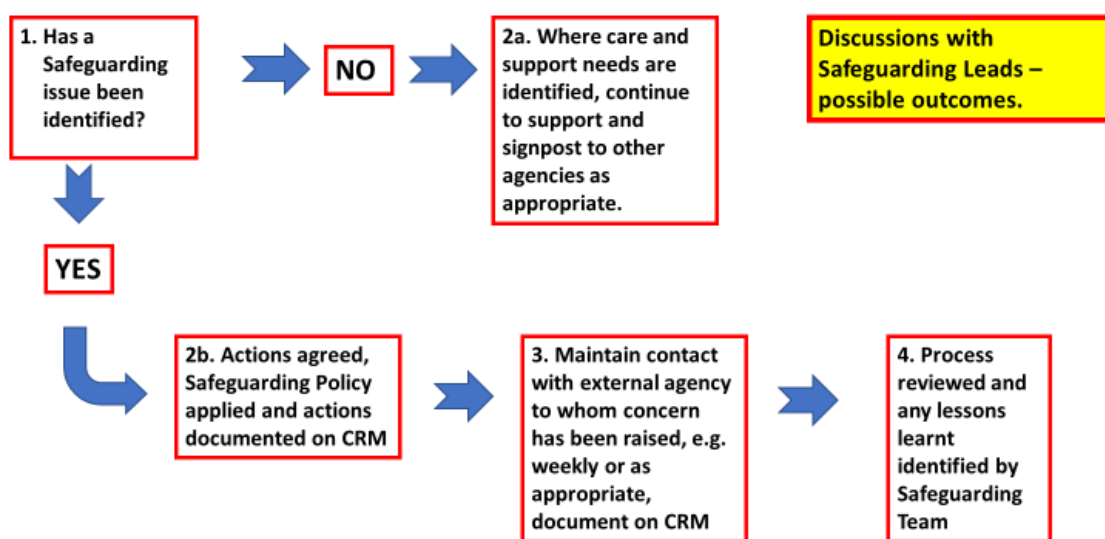 1. Has a
Safeguarding
issue been
identified?
NO
2a. Where care and
support needs are
identified, continue
to support and
signpost to other
agencies as
appropriate.
Discussions with
Safeguarding Leads –
possible outcomes.
YES
2b. Actions agreed,
Safeguarding Policy
applied and actions
documented on CRM
3. Maintain contact
with external agency
to whom concern
has been raised, e.g.
weekly or as
appropriate,
document on CRM
4. Process
reviewed and
any lessons
learnt
identified by
Safeguarding
Team